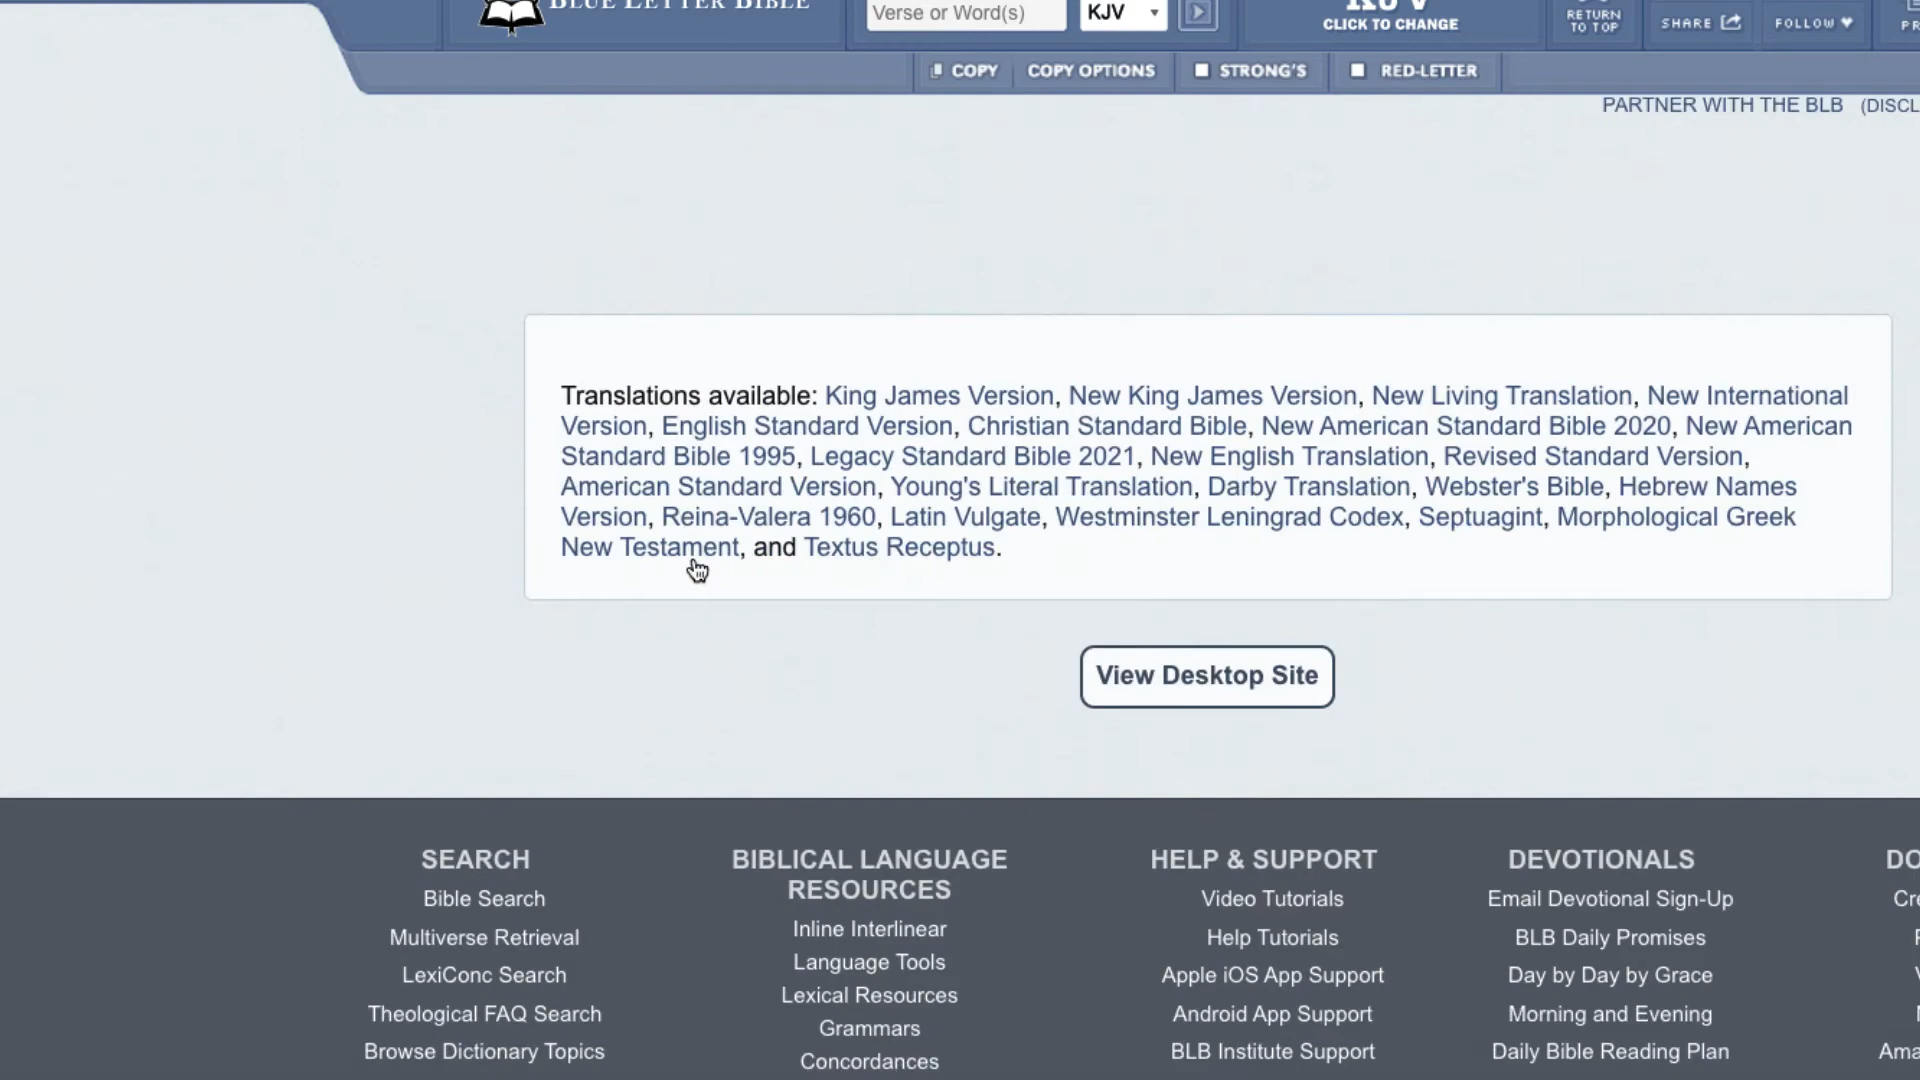 BLUE LETTER BIBLE
Verse or Word(s)
KJV
CLICK TO CHANGE
RETURN
TO TOP
SHARE
FOLLOW
PR
COPY
COPY OPTIONS
STRONG'S
RED-LETTER
PARTNER WITH THE BLB (DISCL
Translations available: King James Version, New King James Version, New Living Translation, New International
Version, English Standard Version, Christian Standard Bible, New American Standard Bible 2020, New American
Standard Bible 1995, Legacy Standard Bible 2021, New English Translation, Revised Standard Version,
American Standard Version, Young's Literal Translation, Darby Translation, Webster's Bible, Hebrew Names
Version, Reina-Valera 1960, Latin Vulgate, Westminster Leningrad Codex, Septuagint, Morphological Greek
New Testament, and Textus Receptus.
View Desktop Site
SEARCH
Bible Search
Multiverse Retrieval
LexiConc Search
Theological FAQ Search
Browse Dictionary Topics
BIBLICAL LANGUAGE
RESOURCES
Inline Interlinear
Language Tools
Lexical Resources
Grammars
Concordances
HELP & SUPPORT
Video Tutorials
Help Tutorials
Apple iOS App Support
Android App Support
BLB Institute Support
DEVOTIONALS
Email Devotional Sign-Up
BLB Daily Promises
Day by Day by Grace
Morning and Evening
Daily Bible Reading Plan
DO
Cre
Ama